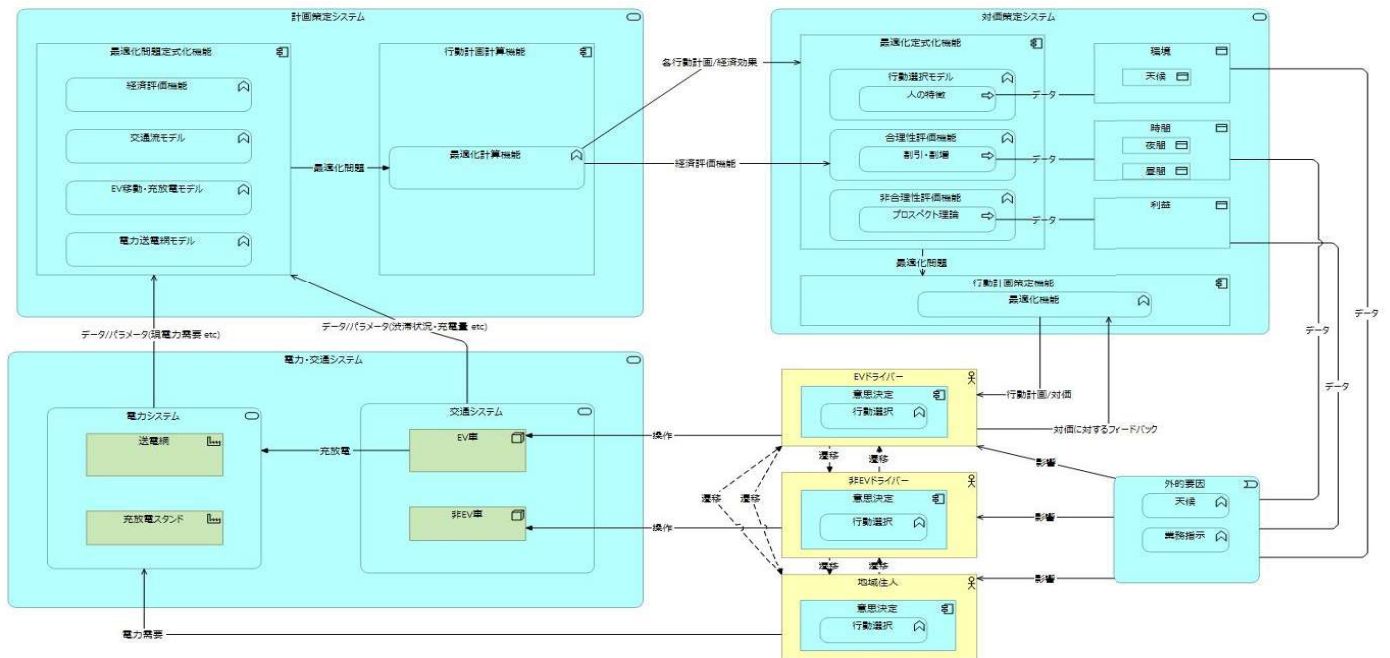 計画策定システム
最適化問題定式化機能
経済評価機能
交通流モデル
EV移動・充放電モデル
電力送電網モデル
最適化問題
行動計画計算機能
最適化計算機能
各行動計画/経済効果
経済評価機能
対価策定システム
最適化定式化機能
行動選択モデル
人の特徴
合理性評価機能
割引・割増
非合理性評価機能
プロスペクト理論
データ
データ
データ
環境
天候
時間
夜間
昼間
利益
最適化問題
行動計画策定機能
最適化機能
データ/パラメータ(現電力需要 etc)
データ/パラメータ(渋滞状況・充電量 etc)
データ
データ
データ
電力・交通システム
電力システム
送電網
充放電スタンド
充放電
交通システム
EV車
非EV車
操作
操作
電力需要
EVドライバー
意思決定
行動選択
行動計画/対価
対価に対するフィードバック
遷移
遷移
遷移
遷移
非EVドライバー
意思決定
行動選択
遷移
遷移
地域住人
意思決定
行動選択
影響
影響
影響
外的要因
天候
業務指示